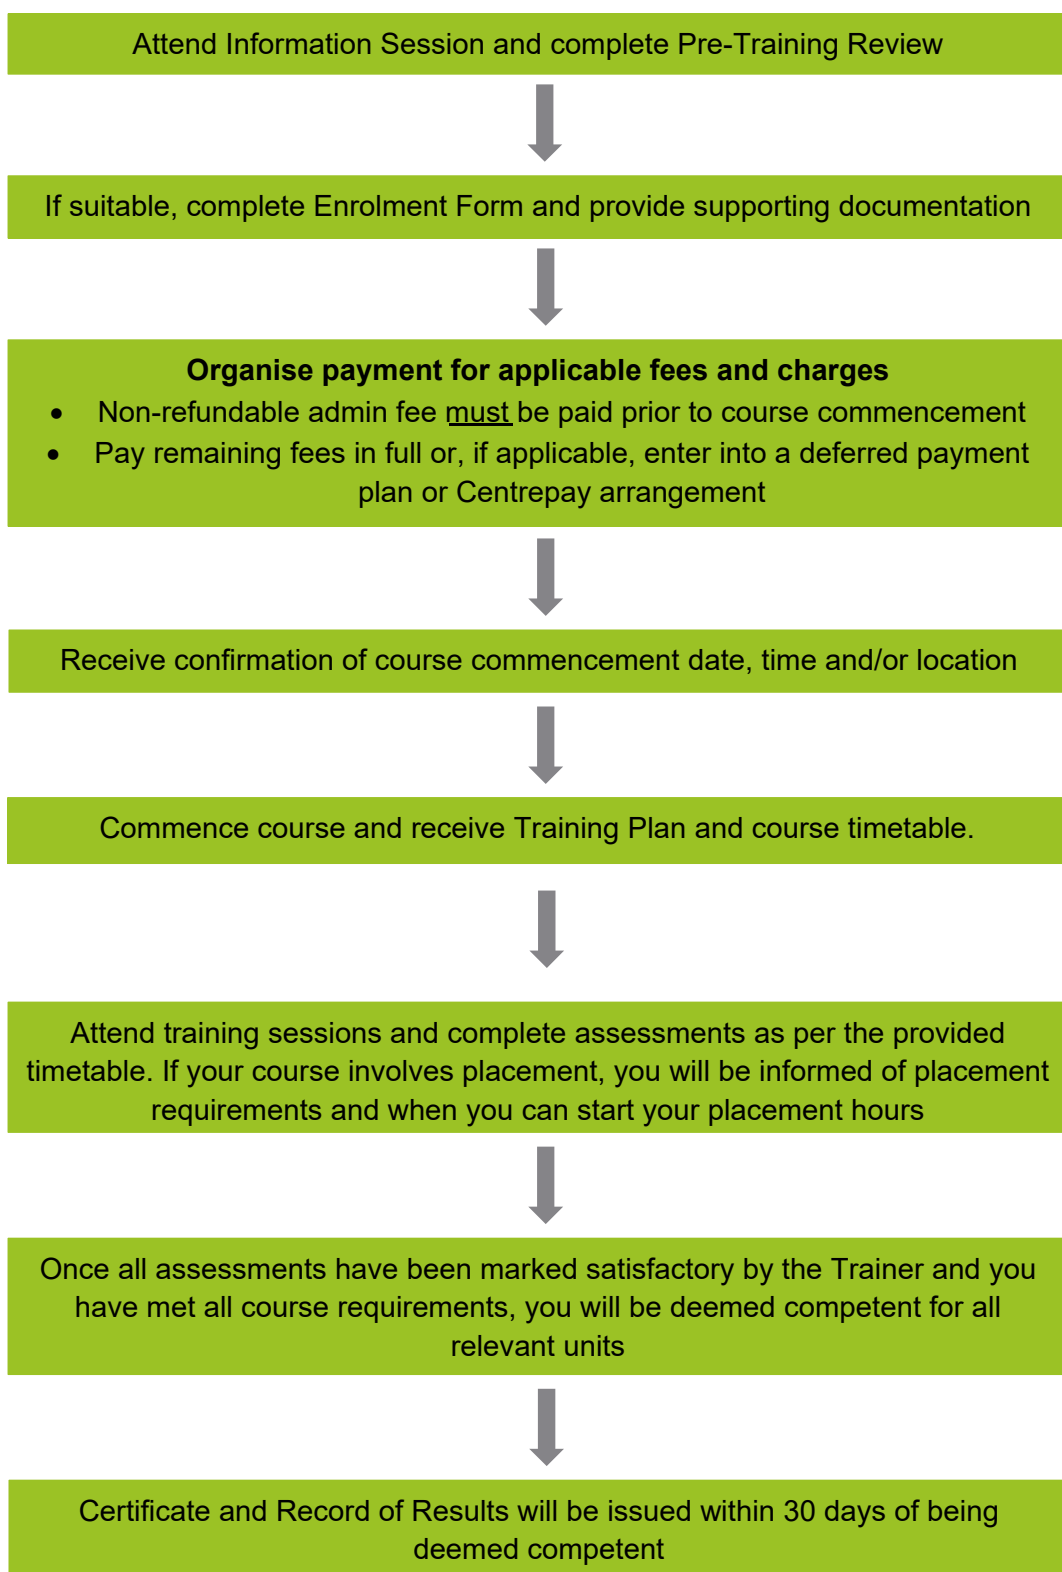 Attend Information Session and complete Pre-Training Review
If suitable, complete Enrolment Form and provide supporting documentation
Organise payment for applicable fees and charges
• Non-refundable admin fee must be paid prior to course commencement
• Pay remaining fees in full or, if applicable, enter into a deferred payment
plan or Centrepay arrangement
Receive confirmation of course commencement date, time and/or location
Commence course and receive Training Plan and course timetable.
Attend training sessions and complete assessments as per the provided
timetable. If your course involves placement, you will be informed of placement
requirements and when you can start your placement hours
Once all assessments have been marked satisfactory by the Trainer and you
have met all course requirements, you will be deemed competent for all
relevant units
Certificate and Record of Results will be issued within 30 days of being
deemed competent